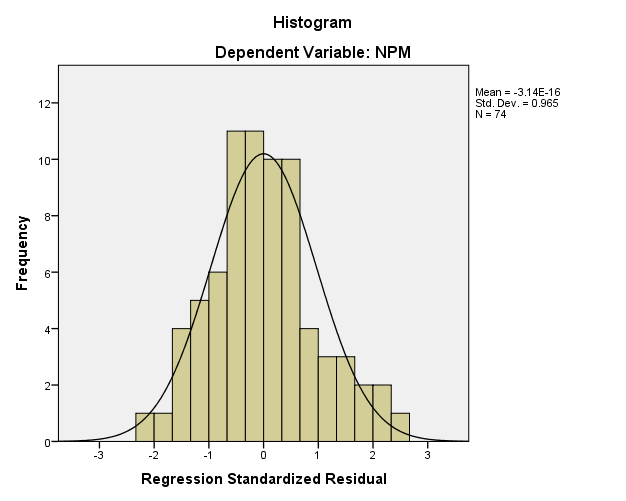 Histogram
Dependent Variable: NPM
Mean = -3.14E-16
Std. Dev. = 0.965
N = 74
Frequency
12
10
8
6
4
2
0
-3 -2 -1 0 1 2 3
Regression Standardized Residual